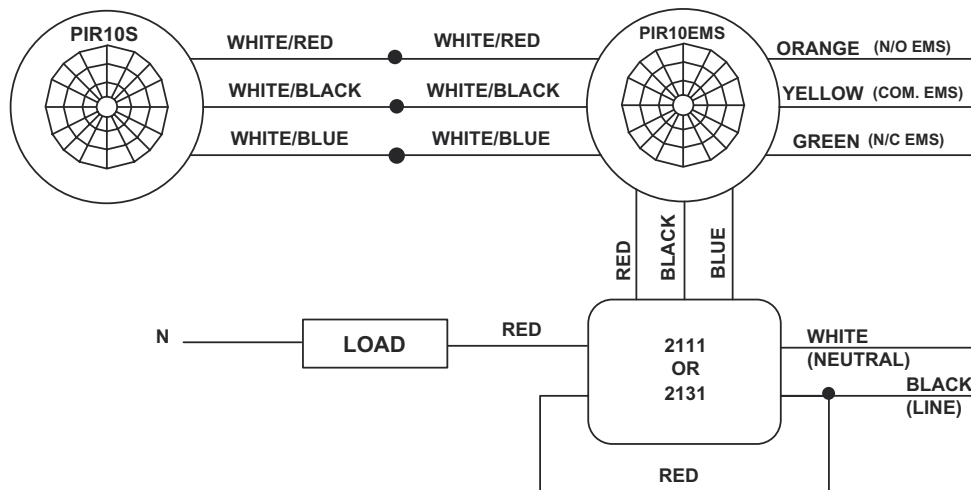 PIR10S
PIR10EMS
WHITE/RED
WHITE/RED
ORANGE (N/O EMS)
WHITE/BLACK
WHITE/BLACK
YELLOW (COM. EMS)
WHITE/BLUE
WHITE/BLUE
GREEN (N/C EMS)
RED
BLACK
BLUE
N
LOAD
RED
2111
OR
2131
WHITE
(NEUTRAL)
BLACK
(LINE)
RED